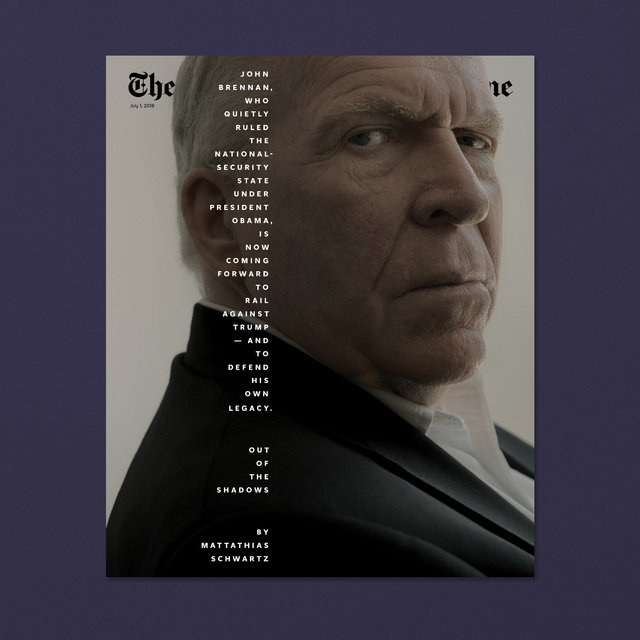 The
me
July 1, 2018
JOHN
BRENNAN,
WHO
QUIETLY
RULED
THE
NATIONAL-
SECURITY
STATE
UNDER
PRESIDENT
OBAMA,
IS
NOW
COMING
FORWARD
TO
RAIL
AGAINST
TRUMP
— AND
TO
DEFEND
HIS
OWN
LEGACY.
OUT
OF
THE
SHADOWS
BY
MATTATHIAS
SCHWARTZ